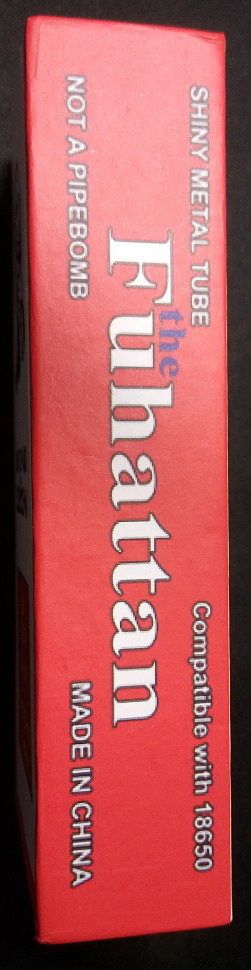 SHINY METAL TUBE
Compatible with 18650
the
Fuhattan
NOT A PIPEBOMB
MADE IN CHINA